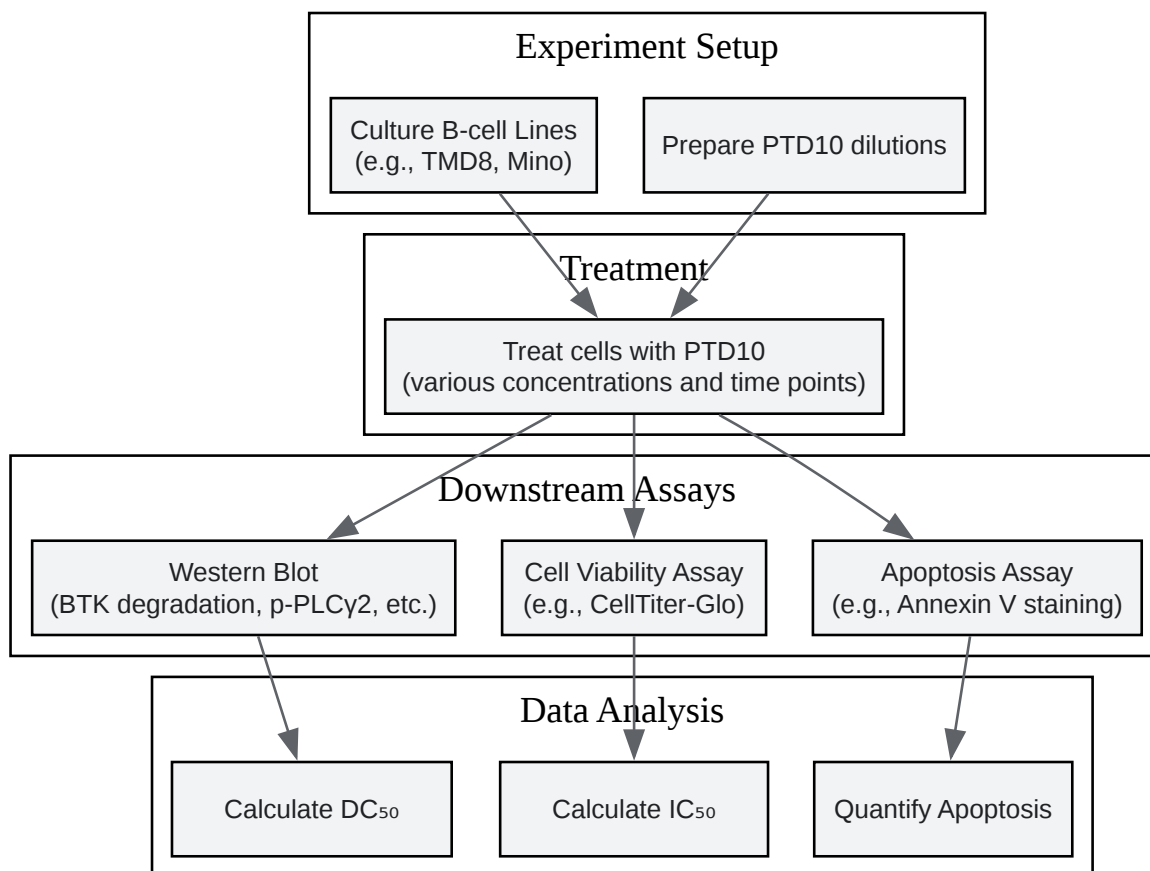 Experiment Setup
Culture B-cell Lines
(e.g., TMD8, Mino)
Prepare PTD10 dilutions
Treatment
Treat cells with PTD10
(various concentrations and time points)
Downstream Assays
Western Blot
(BTK degradation, p-PLCγ2, etc.)
Cell Viability Assay
(e.g., CellTiter-Glo)
Apoptosis Assay
(e.g., Annexin V staining)
Data Analysis
Calculate DC₅₀
Calculate IC₅₀
Quantify Apoptosis